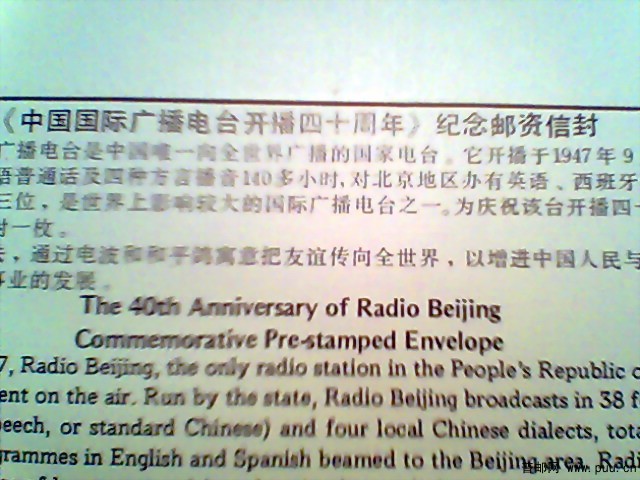 《中国国际广播电台开播四十周年》纪念邮资信封
广播电台是中国唯一向全世界广播的国家电台。它开播于1947年9
语普通话及四种方言播音140多小时,对北京地区办有英语、西班牙
三位,是世界上影响较大的国际广播电台之一。为庆祝该台开播四十
封一枚。
,通过电波和和平鸽寓意把友谊传向全世界,以增进中国人民与
事业的发展。
The 40th Anniversary of Radio Beijing
Commemorative Pre-stamped Envelope
7, Radio Beijing, the only radio station in the People's Republic o
ent on the air. Run by the state, Radio Beijing broadcasts in 38 f
peech, or standard Chinese) and four local Chinese dialects, tota
grammes in English and Spanish beamed to the Beijing area. Radi
普邮网 www.puu.cn